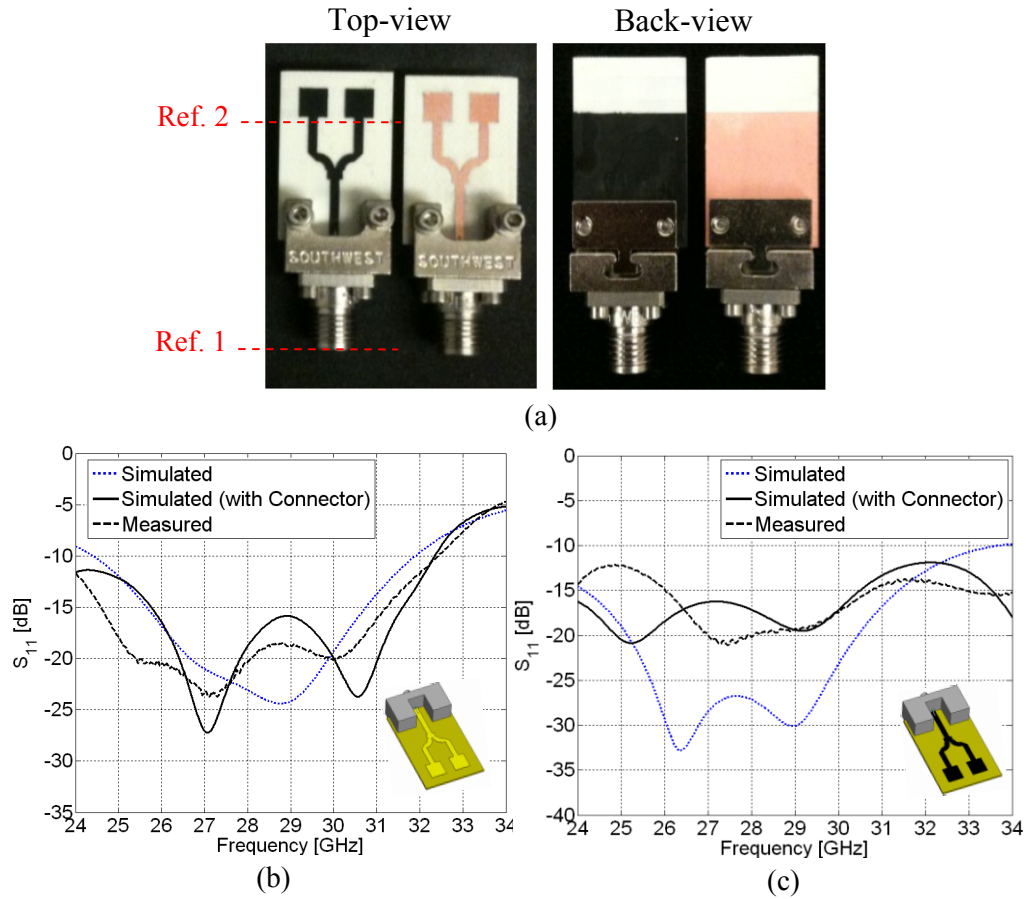 Top-view Back-view
Ref. 2
SOUTHWEST SOUTHWEST
Ref. 1
(a)
0
-5
-10
-15
-20
-25
-30
-35
S11 [dB]
Simulated
Simulated (with Connector)
Measured
24 25 26 27 28 29 30 31 32 33 34
Frequency [GHz]
(b)
0
-5
-10
-15
-20
-25
-30
-35
-40
S11 [dB]
Simulated
Simulated (with Connector)
Measured
24 25 26 27 28 29 30 31 32 33 34
Frequency [GHz]
(c)